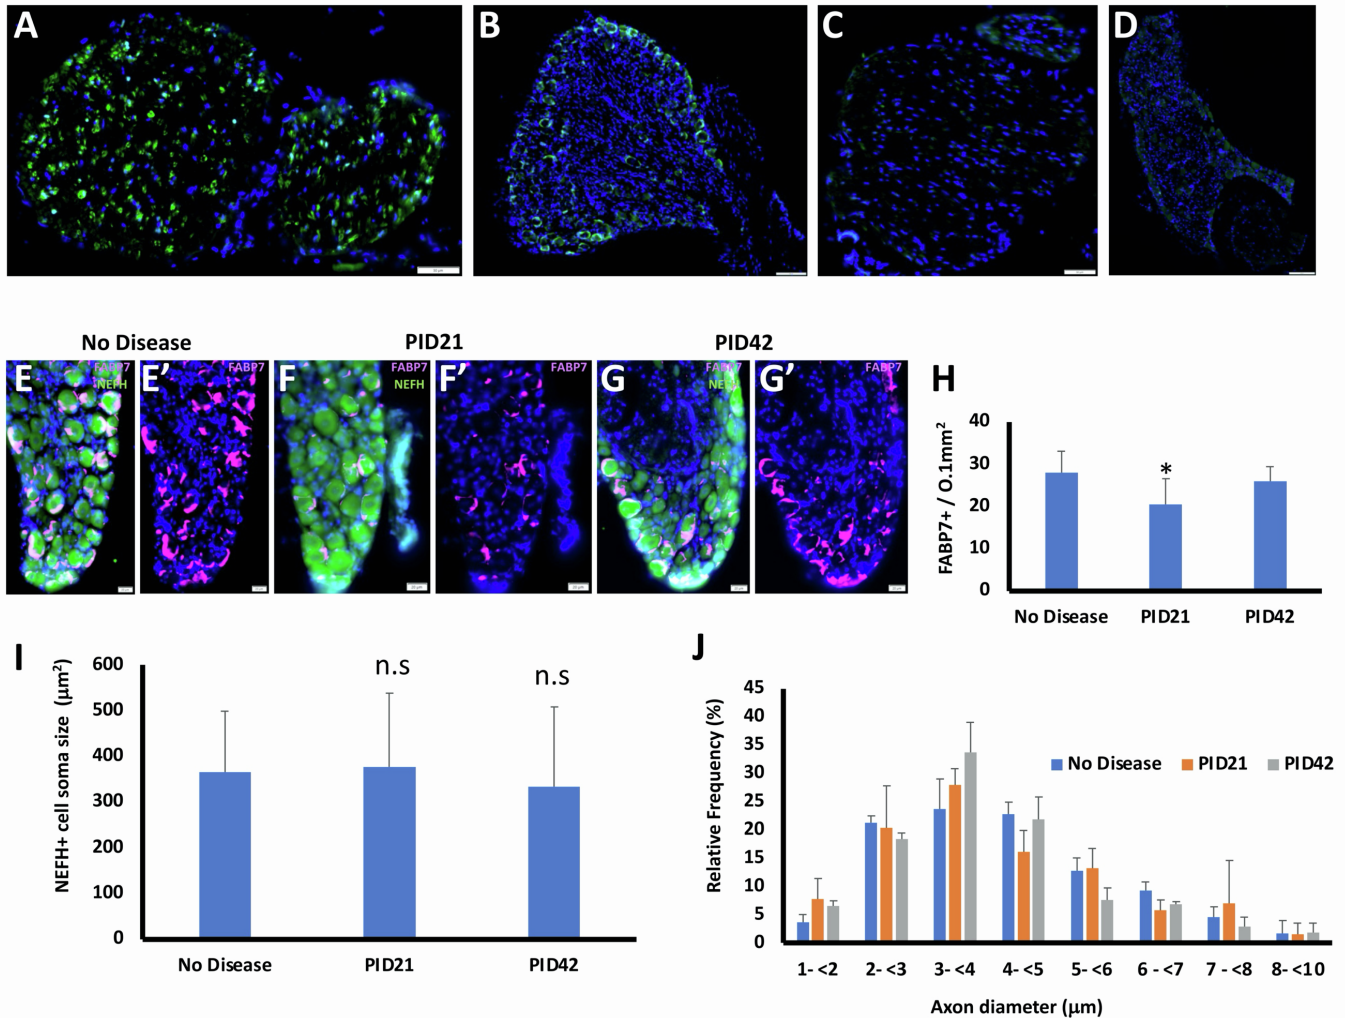 A
B
C
D
No Disease
PID21
PID42
E
FABP7
NEFH
E’
FABP7
F
FABP7
NEFH
F’
FABP7
G
FABP7
NEFH
G’
FABP7
H
FABP7+ / O.1mm2
40
30
20
10
0
*
No Disease
PID21
PID42
I
NEFH+ cell soma size (μm2)
600
500
400
300
200
100
0
n.s
n.s
No Disease
PID21
PID42
J
Relative Frequency (%)
45
40
35
30
25
20
15
10
5
0
No Disease PID21 PID42
1- <2 2- <3 3- <4 4- <5 5- <6 6 - <7 7 - <8 8- <10
Axon diameter (μm)